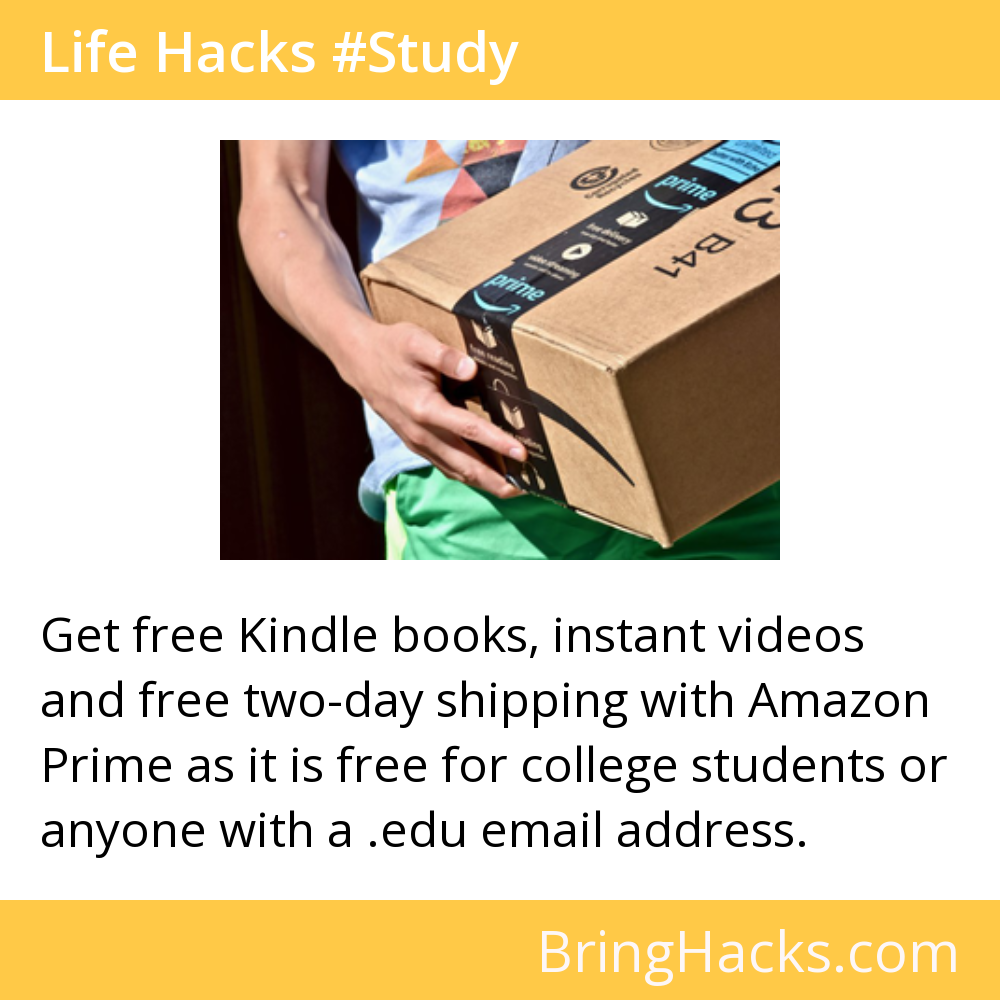 Life Hacks #Study
prime
B41
prime
Get free Kindle books, instant videos
and free two-day shipping with Amazon
Prime as it is free for college students or
anyone with a .edu email address.
BringHacks.com